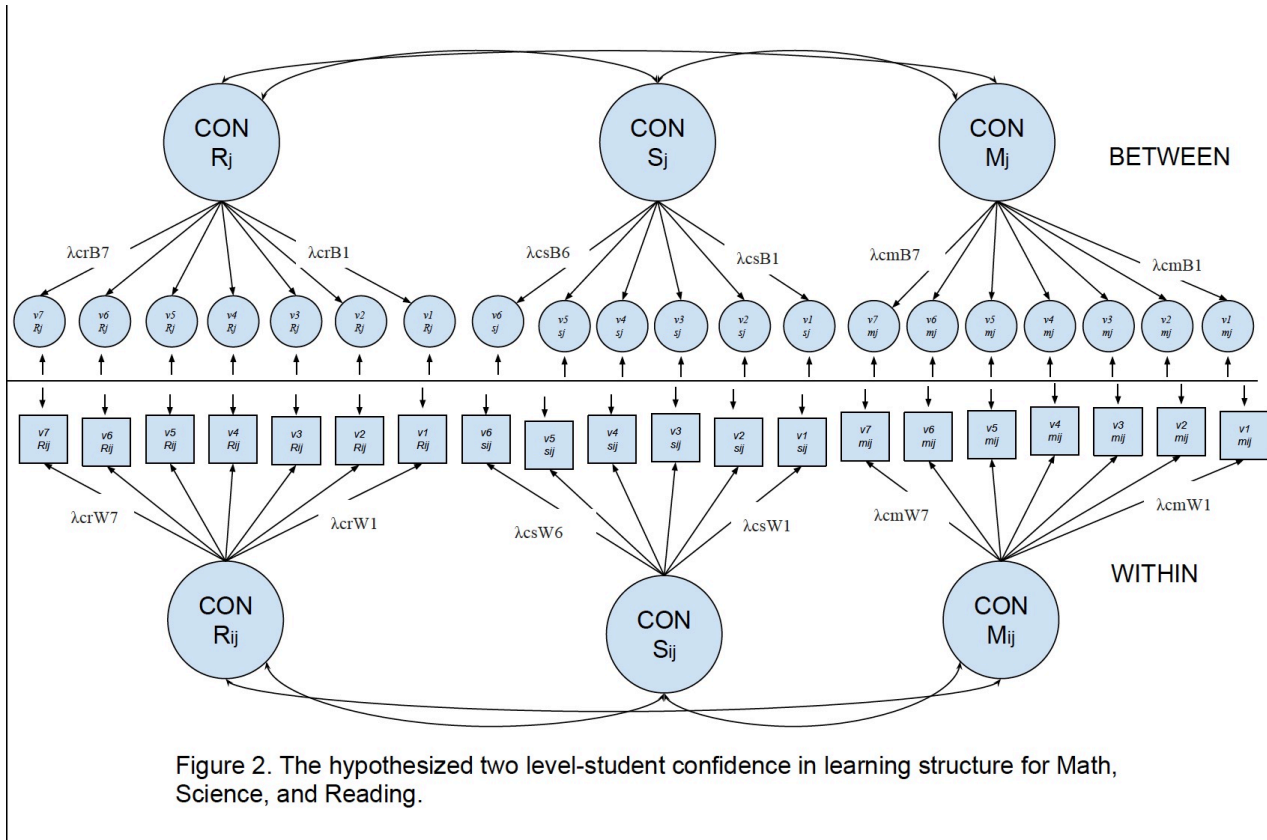 CON
Rj
CON
Sj
CON
Mj
BETWEEN
λcrB7
λcrB1
λcsB6
λcsB1
λcmB7
λcmB1
v7
Rj
v6
Rj
v5
Rj
v4
Rj
v3
Rj
v2
Rj
v1
Rj
v6
sj
v5
sj
v4
sj
v3
sj
v2
sj
v1
sj
v7
mj
v6
mj
v5
mj
v4
mj
v3
mj
v2
mj
v1
mj
v7
Rij
v6
Rij
v5
Rij
v4
Rij
v3
Rij
v2
Rij
v1
Rij
v6
sij
v5
sij
v4
sij
v3
sij
v2
sij
v1
sij
v7
mij
v6
mij
v5
mij
v4
mij
v3
mij
v2
mij
v1
mij
λcrW7
λcrW1
λcsW6
λcsW1
λcmW7
λcmW1
WITHIN
CON
Rij
CON
Sij
CON
Mij
Figure 2. The hypothesized two level-student confidence in learning structure for Math,
Science, and Reading.